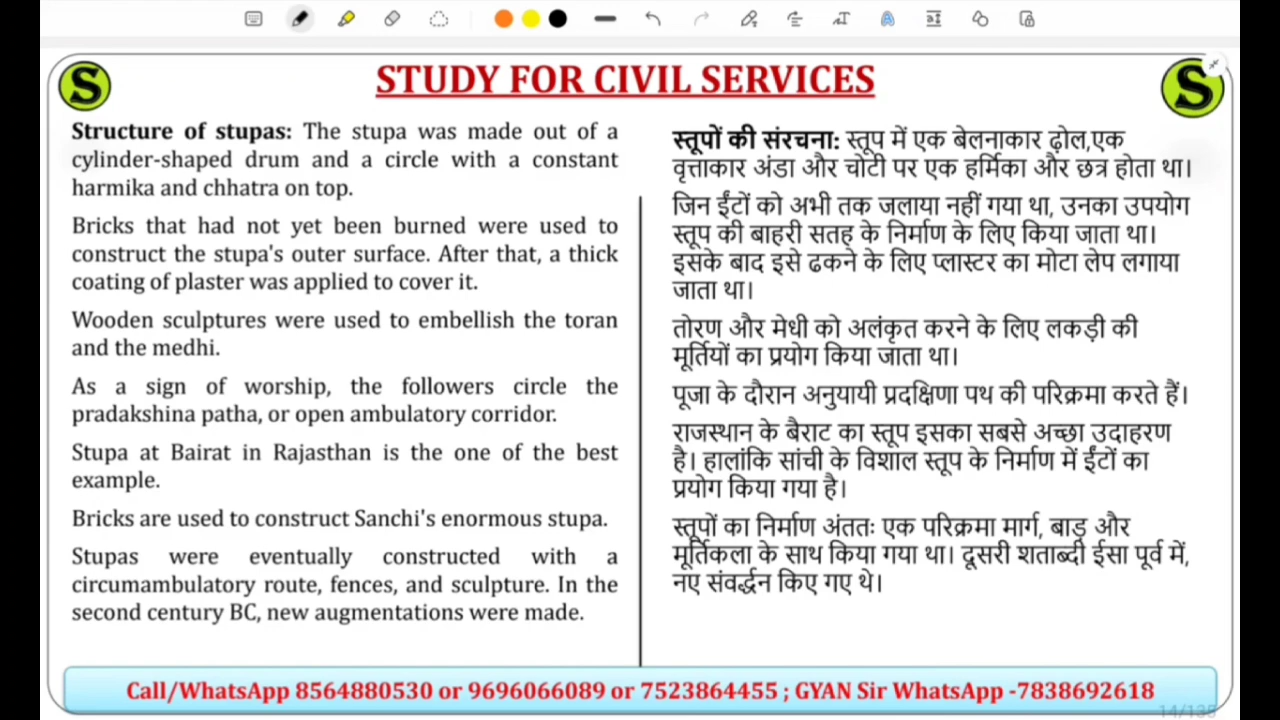 STUDY FOR CIVIL SERVICES
S
S
Structure of stupas: The stupa was made out of a
cylinder-shaped drum and a circle with a constant
harmika and chhatra on top.
Bricks that had not yet been burned were used to
construct the stupa's outer surface. After that, a thick
coating of plaster was applied to cover it.
Wooden sculptures were used to embellish the toran
and the medhi.
As a sign of worship, the followers circle the
pradakshina patha, or open ambulatory corridor.
Stupa at Bairat in Rajasthan is the one of the best
example.
Bricks are used to construct Sanchi's enormous stupa.
Stupas were eventually constructed with a
circumambulatory route, fences, and sculpture. In the
second century BC, new augmentations were made.
स्तूपों की संरचना: स्तूप में एक बेलनाकार ढ़ोल,एक
वृत्ताकार अंडा और चोटी पर एक हर्मिका और छत्र होता था।
जिन ईंटों को अभी तक जलाया नहीं गया था, उनका उपयोग
स्तूप की बाहरी सतह के निर्माण के लिए किया जाता था।
इसके बाद इसे ढकने के लिए प्लास्टर का मोटा लेप लगाया
जाता था।
तोरण और मेधी को अलंकृत करने के लिए लकड़ी की
मूर्तियों का प्रयोग किया जाता था।
पूजा के दौरान अनुयायी प्रदक्षिणा पथ की परिक्रमा करते हैं।
राजस्थान के बैराट का स्तूप इसका सबसे अच्छा उदाहरण
है। हालांकि सांची के विशाल स्तूप के निर्माण में ईंटों का
प्रयोग किया गया है।
स्तूपों का निर्माण अंततः एक परिक्रमा मार्ग, बाड़ और
मूर्तिकला के साथ किया गया था। दूसरी शताब्दी ईसा पूर्व में,
नए संवर्द्धन किए गए थे।
Call/WhatsApp 8564880530 or 9696066089 or 7523864455 ; GYAN Sir WhatsApp -7838692618
14/135